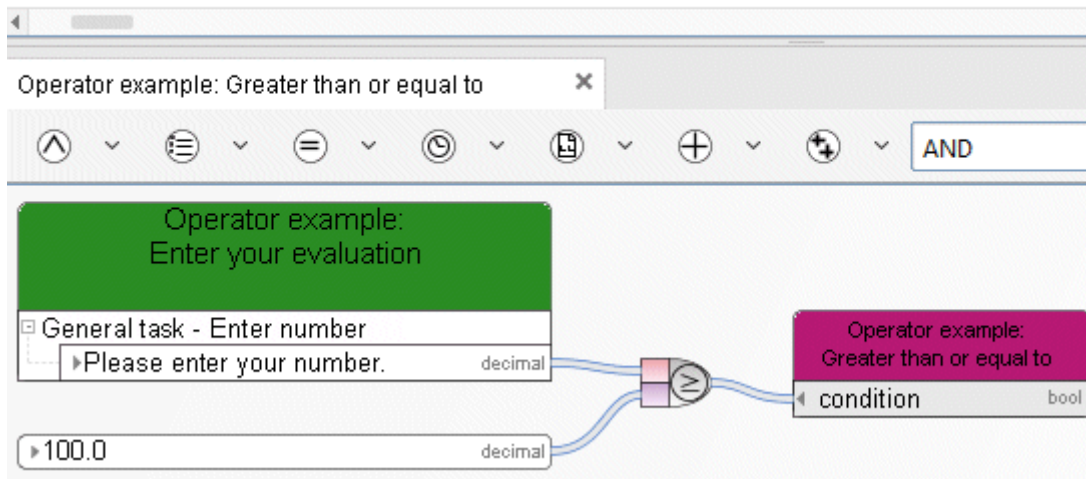 Operator example: Greater than or equal to
AND
Operator example:
Enter your evaluation
General task - Enter number
Please enter your number. decimal
Operator example:
Greater than or equal to
condition bool
100.0 decimal